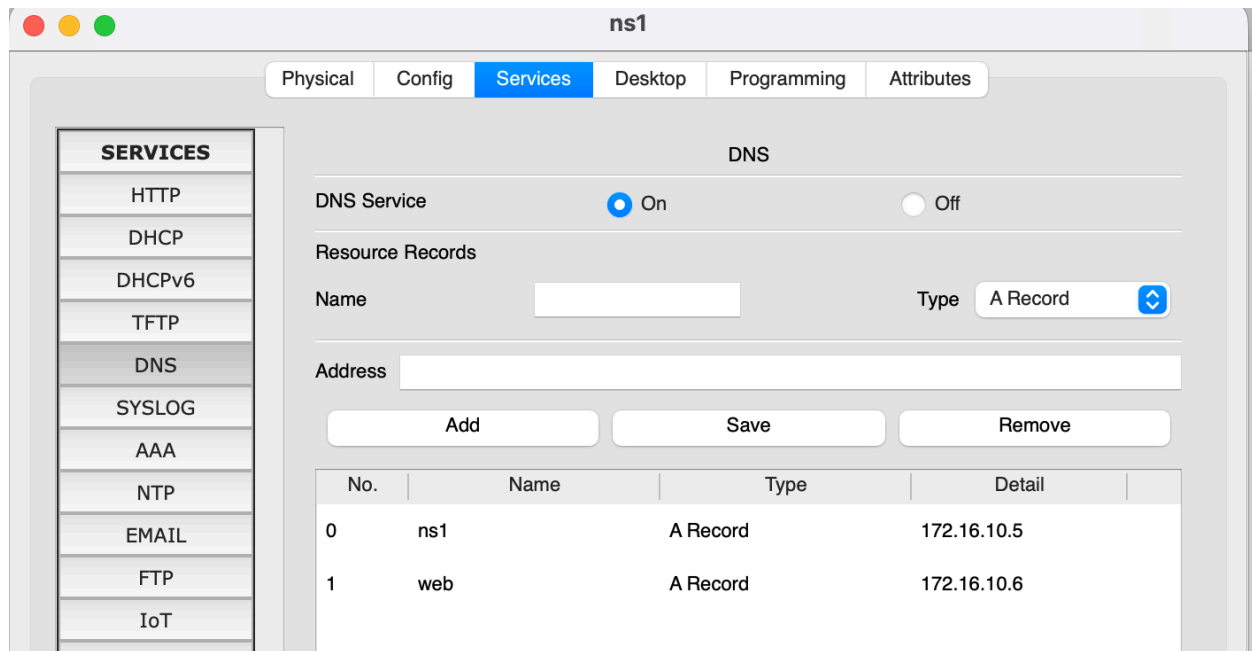 ns1
Physical Config Services Desktop Programming Attributes
SERVICES
HTTP
DHCP
DHCPv6
TFTP
DNS
SYSLOG
AAA
NTP
EMAIL
FTP
IoT
DNS
DNS Service On Off
Resource Records
Name Type A Record
Address
Add Save Remove
No. Name Type Detail
0 ns1 A Record 172.16.10.5
1 web A Record 172.16.10.6